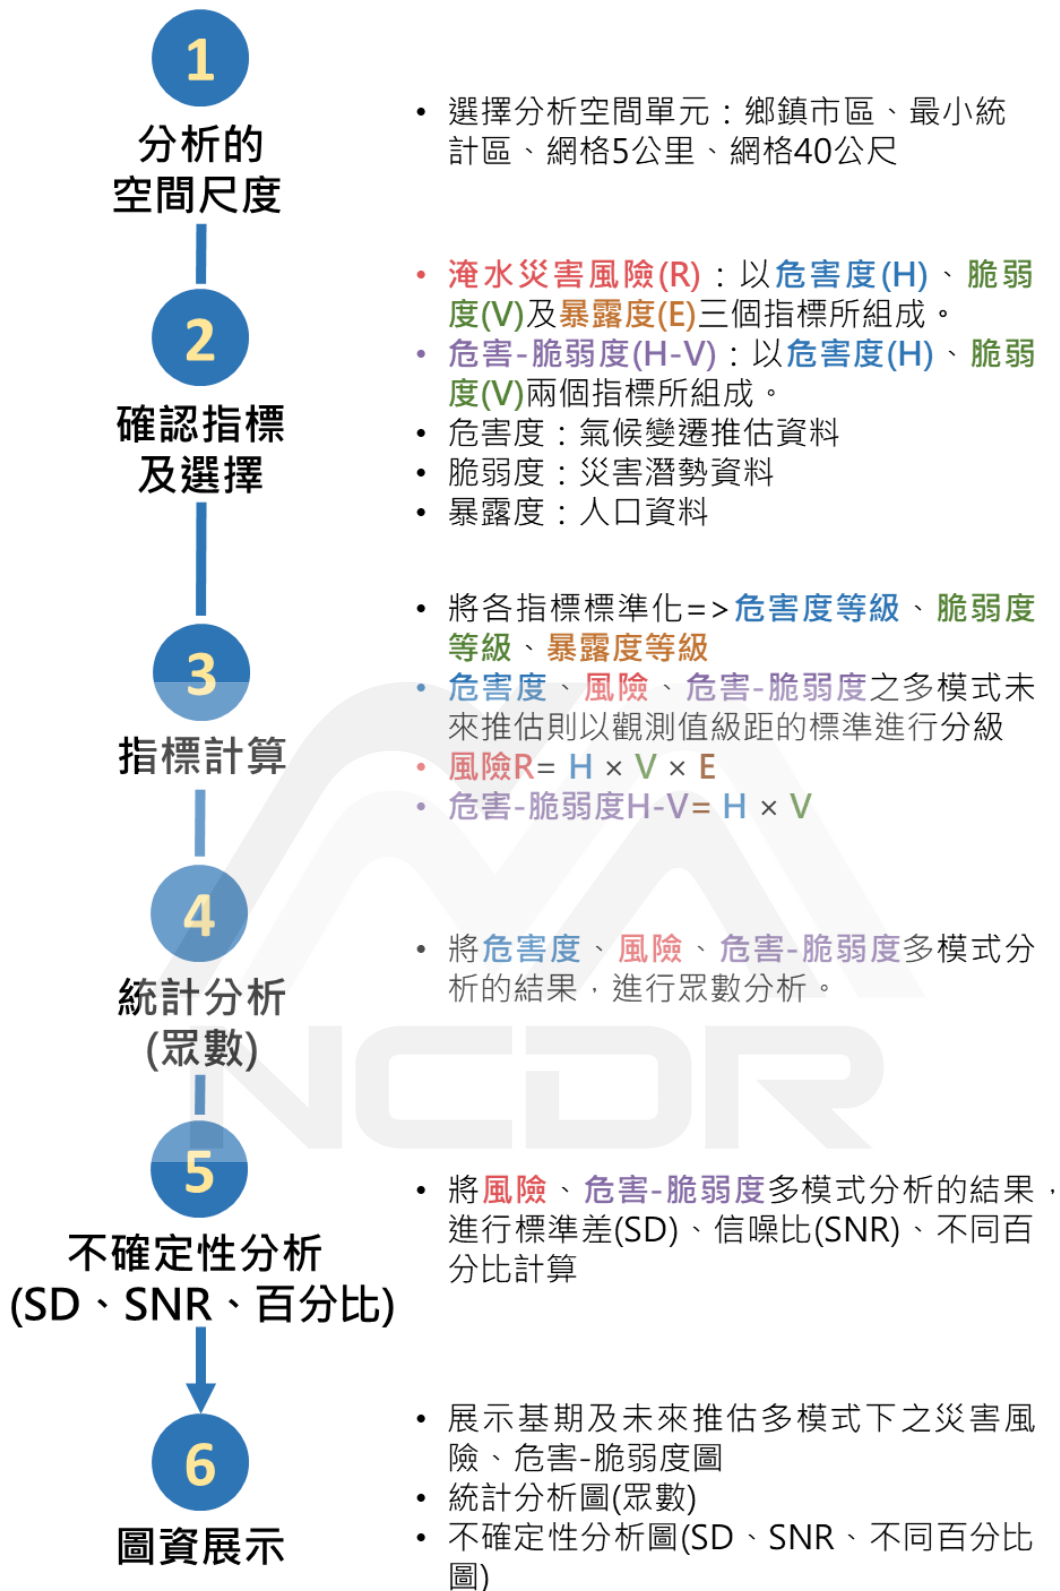 1
分析的
空間尺度
• 選擇分析空間單元：鄉鎮市區、最小統
計區、網格5公里、網格40公尺
2
確認指標
及選擇
• 淹水災害風險(R)：以危害度(H)、脆弱
度(V)及暴露度(E)三個指標所組成。
• 危害-脆弱度(H-V)：以危害度(H)、脆弱
度(V)兩個指標所組成。
• 危害度：氣候變遷推估資料
• 脆弱度：災害潛勢資料
• 暴露度：人口資料
3
指標計算
• 將各指標標準化=>危害度等級、脆弱度
等級、暴露度等級
• 危害度、風險、危害-脆弱度之多模式未
來推估則以觀測值級距的標準進行分級
• 風險R= H × V × E
• 危害-脆弱度H-V= H × V
4
統計分析
(眾數)
• 將危害度、風險、危害-脆弱度多模式分
析的結果，進行眾數分析。
NCDR
5
不確定性分析
(SD、SNR、百分比)
• 將風險、危害-脆弱度多模式分析的結果，
進行標準差(SD)、信噪比(SNR)、不同百
分比計算
6
圖資展示
• 展示基期及未來推估多模式下之災害風
險、危害-脆弱度圖
• 統計分析圖(眾數)
• 不確定性分析圖(SD、SNR、不同百分比
圖)